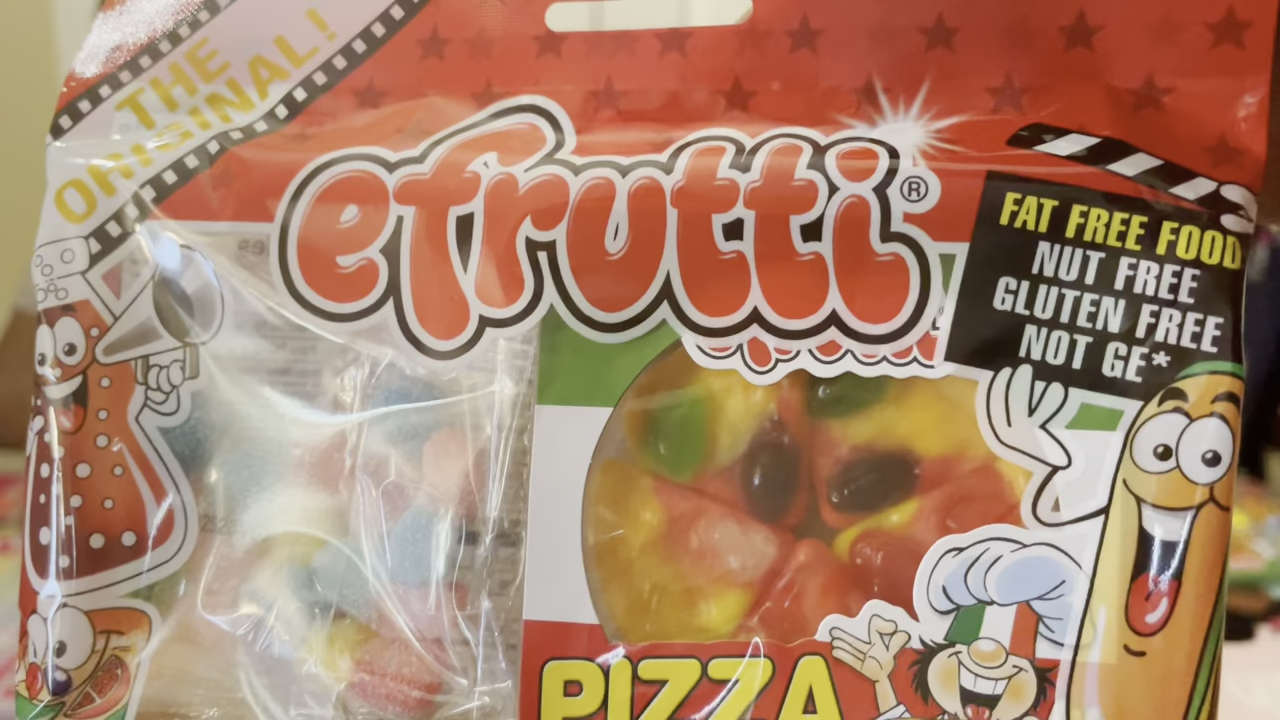 THE
ORIGINAL!
efrutti®
FAT FREE FOOD
NUT FREE
GLUTEN FREE
NOT GE*
PIZZA